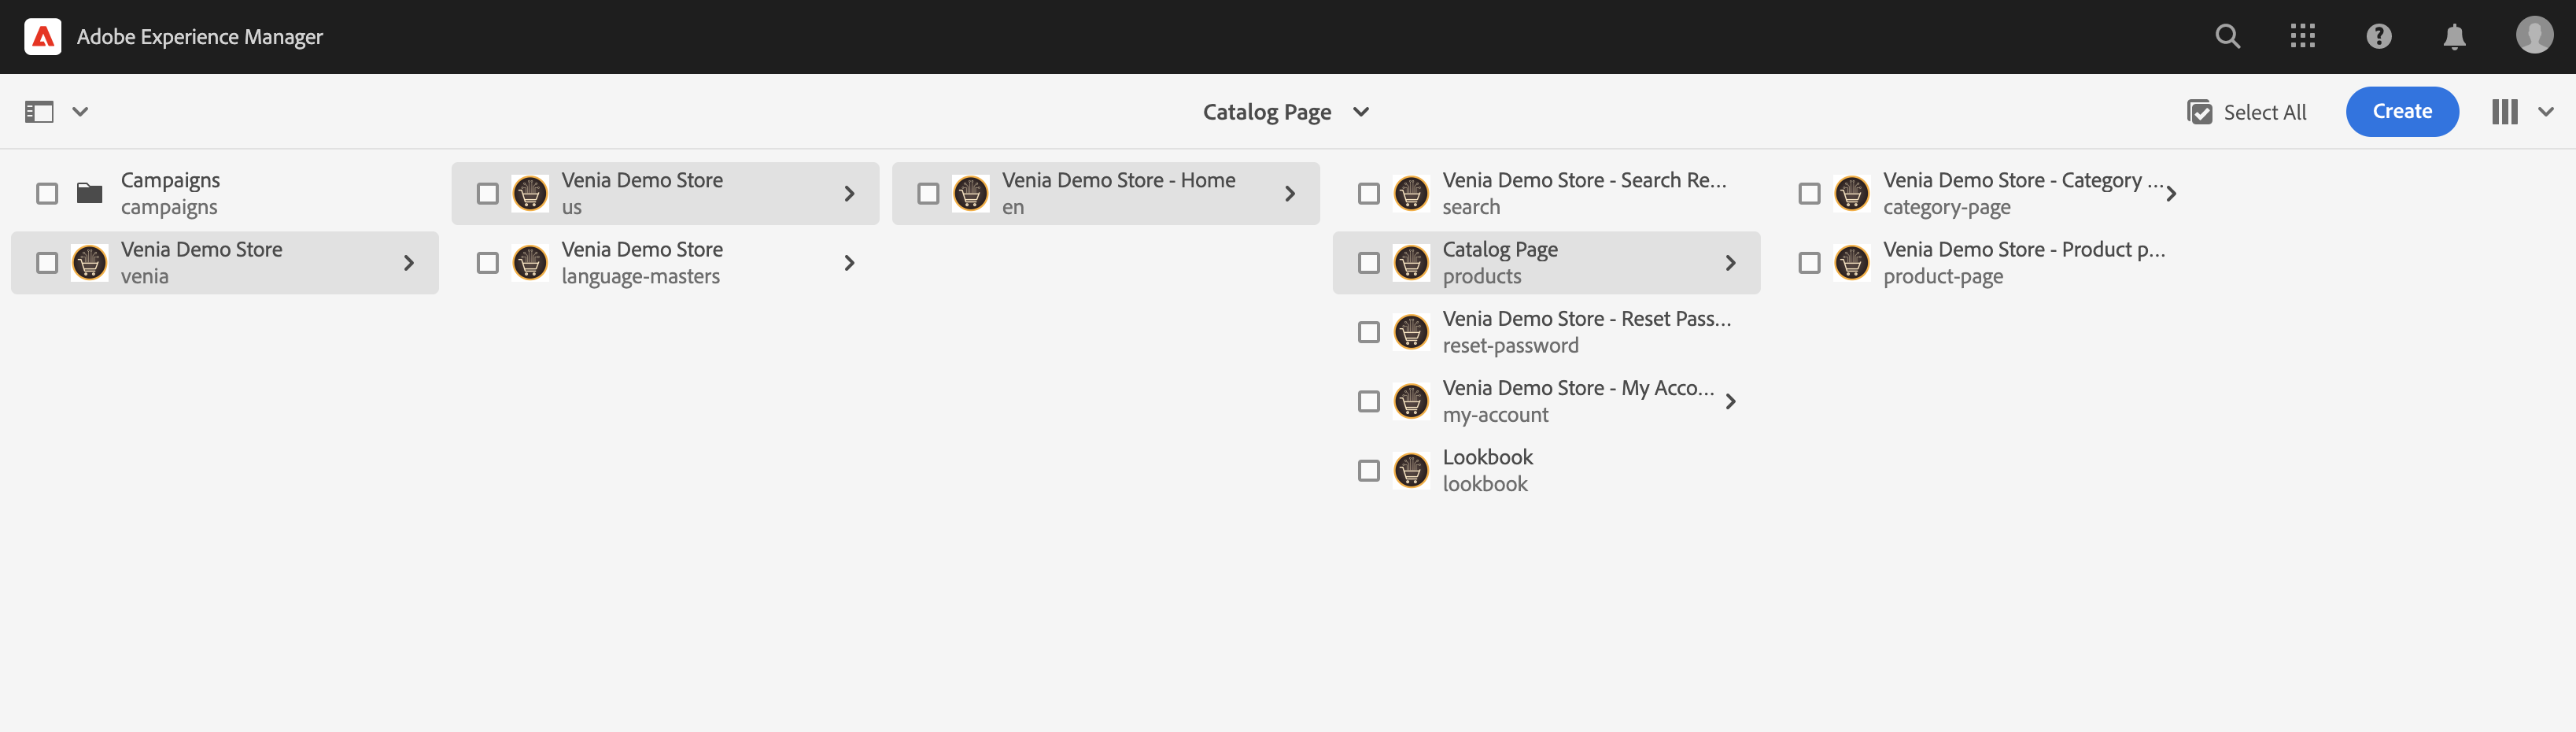 Adobe Experience Manager
Catalog Page
Select All
Create
Campaigns
campaigns
Venia Demo Store
venia
Venia Demo Store
us
Venia Demo Store
language-masters
Venia Demo Store - Home
en
Venia Demo Store - Search Re...
search
Catalog Page
products
Venia Demo Store - Reset Pass...
reset-password
Venia Demo Store - My Acco...
my-account
Lookbook
lookbook
Venia Demo Store - Category ...
category-page
Venia Demo Store - Product p...
product-page